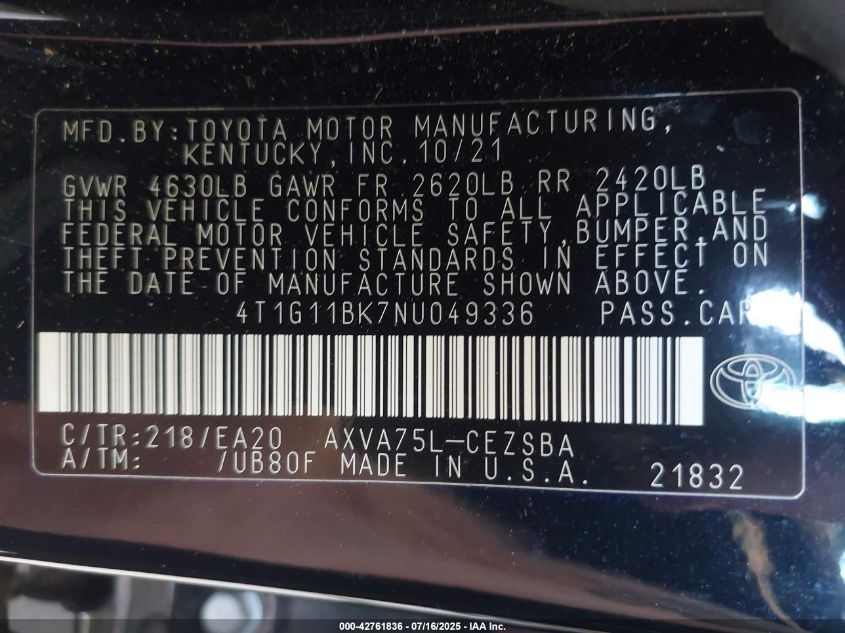 MFD.BY:TOYOTA MOTOR MANUFACTURING,
KENTUCKY,INC.10/21
GVWR 4630LB GAWR FR 2620LB RR 2420LB
THIS VEHICLE CONFORMS TO ALL APPLICABLE
FEDERAL MOTOR VEHICLE SAFETY,BUMPER,AND
THEFT PREVENTION STANDARDS IN EFFECT ON
THE DATE OF MANUFACTURE SHOWN ABOVE.
4T1G11BK7NU049336 PASS.CAR
C/TR:218/EA20 AXVA75L-CEZSBA
A/TM: /UB80F MADE IN U.S.A. 21832
000-42761836 - 07/16/2025 - IAA Inc.